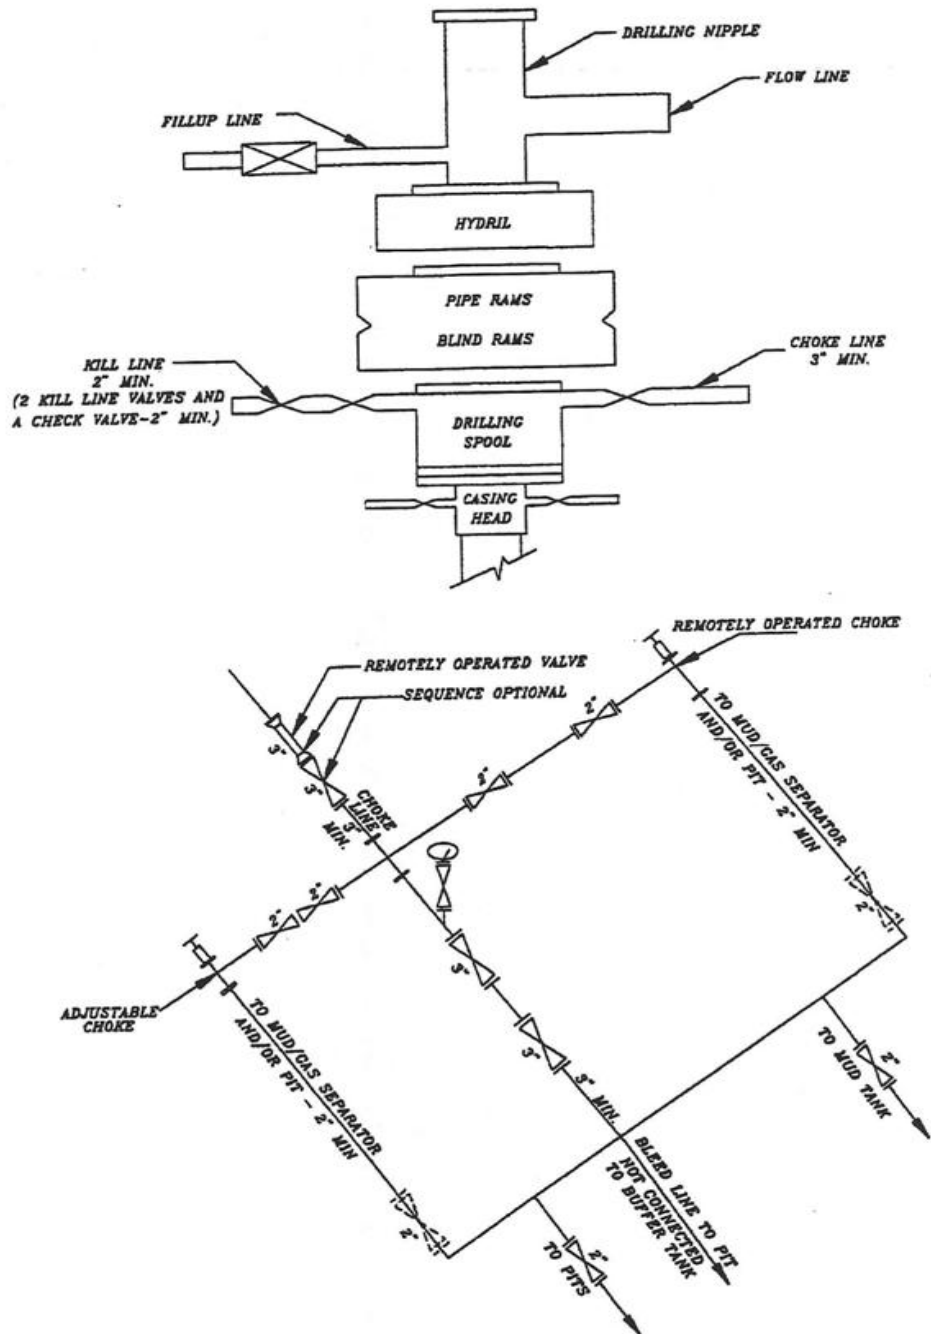 DRILLING NIPPLE
FLOW LINE
FILLUP LINE
HYDRIL
PIPE RAMS
BLIND RAMS
KILL LINE
2" MIN.
(2 KILL LINE VALVES AND
A CHECK VALVE-2" MIN.)
CHOKE LINE
3" MIN.
DRILLING
SPOOL
CASING
HEAD
REMOTELY OPERATED CHOKE
REMOTELY OPERATED VALVE
SEQUENCE OPTIONAL
3"
3"
CHOKE
LINE
3"
MIN.
2"
2"
2"
2"
TO MUD/GAS SEPARATOR
AND/OR PIT - 2" MIN
2"
3"
3"
3" MIN.
ADJUSTABLE
CHOKE
TO MUD/GAS SEPARATOR
AND/OR PIT - 2" MIN
2"
2"
TO MUD TANK
BLEED LINE TO PIT
NOT CONNECTED
TO BUFFER TANK
2"
TO PITS